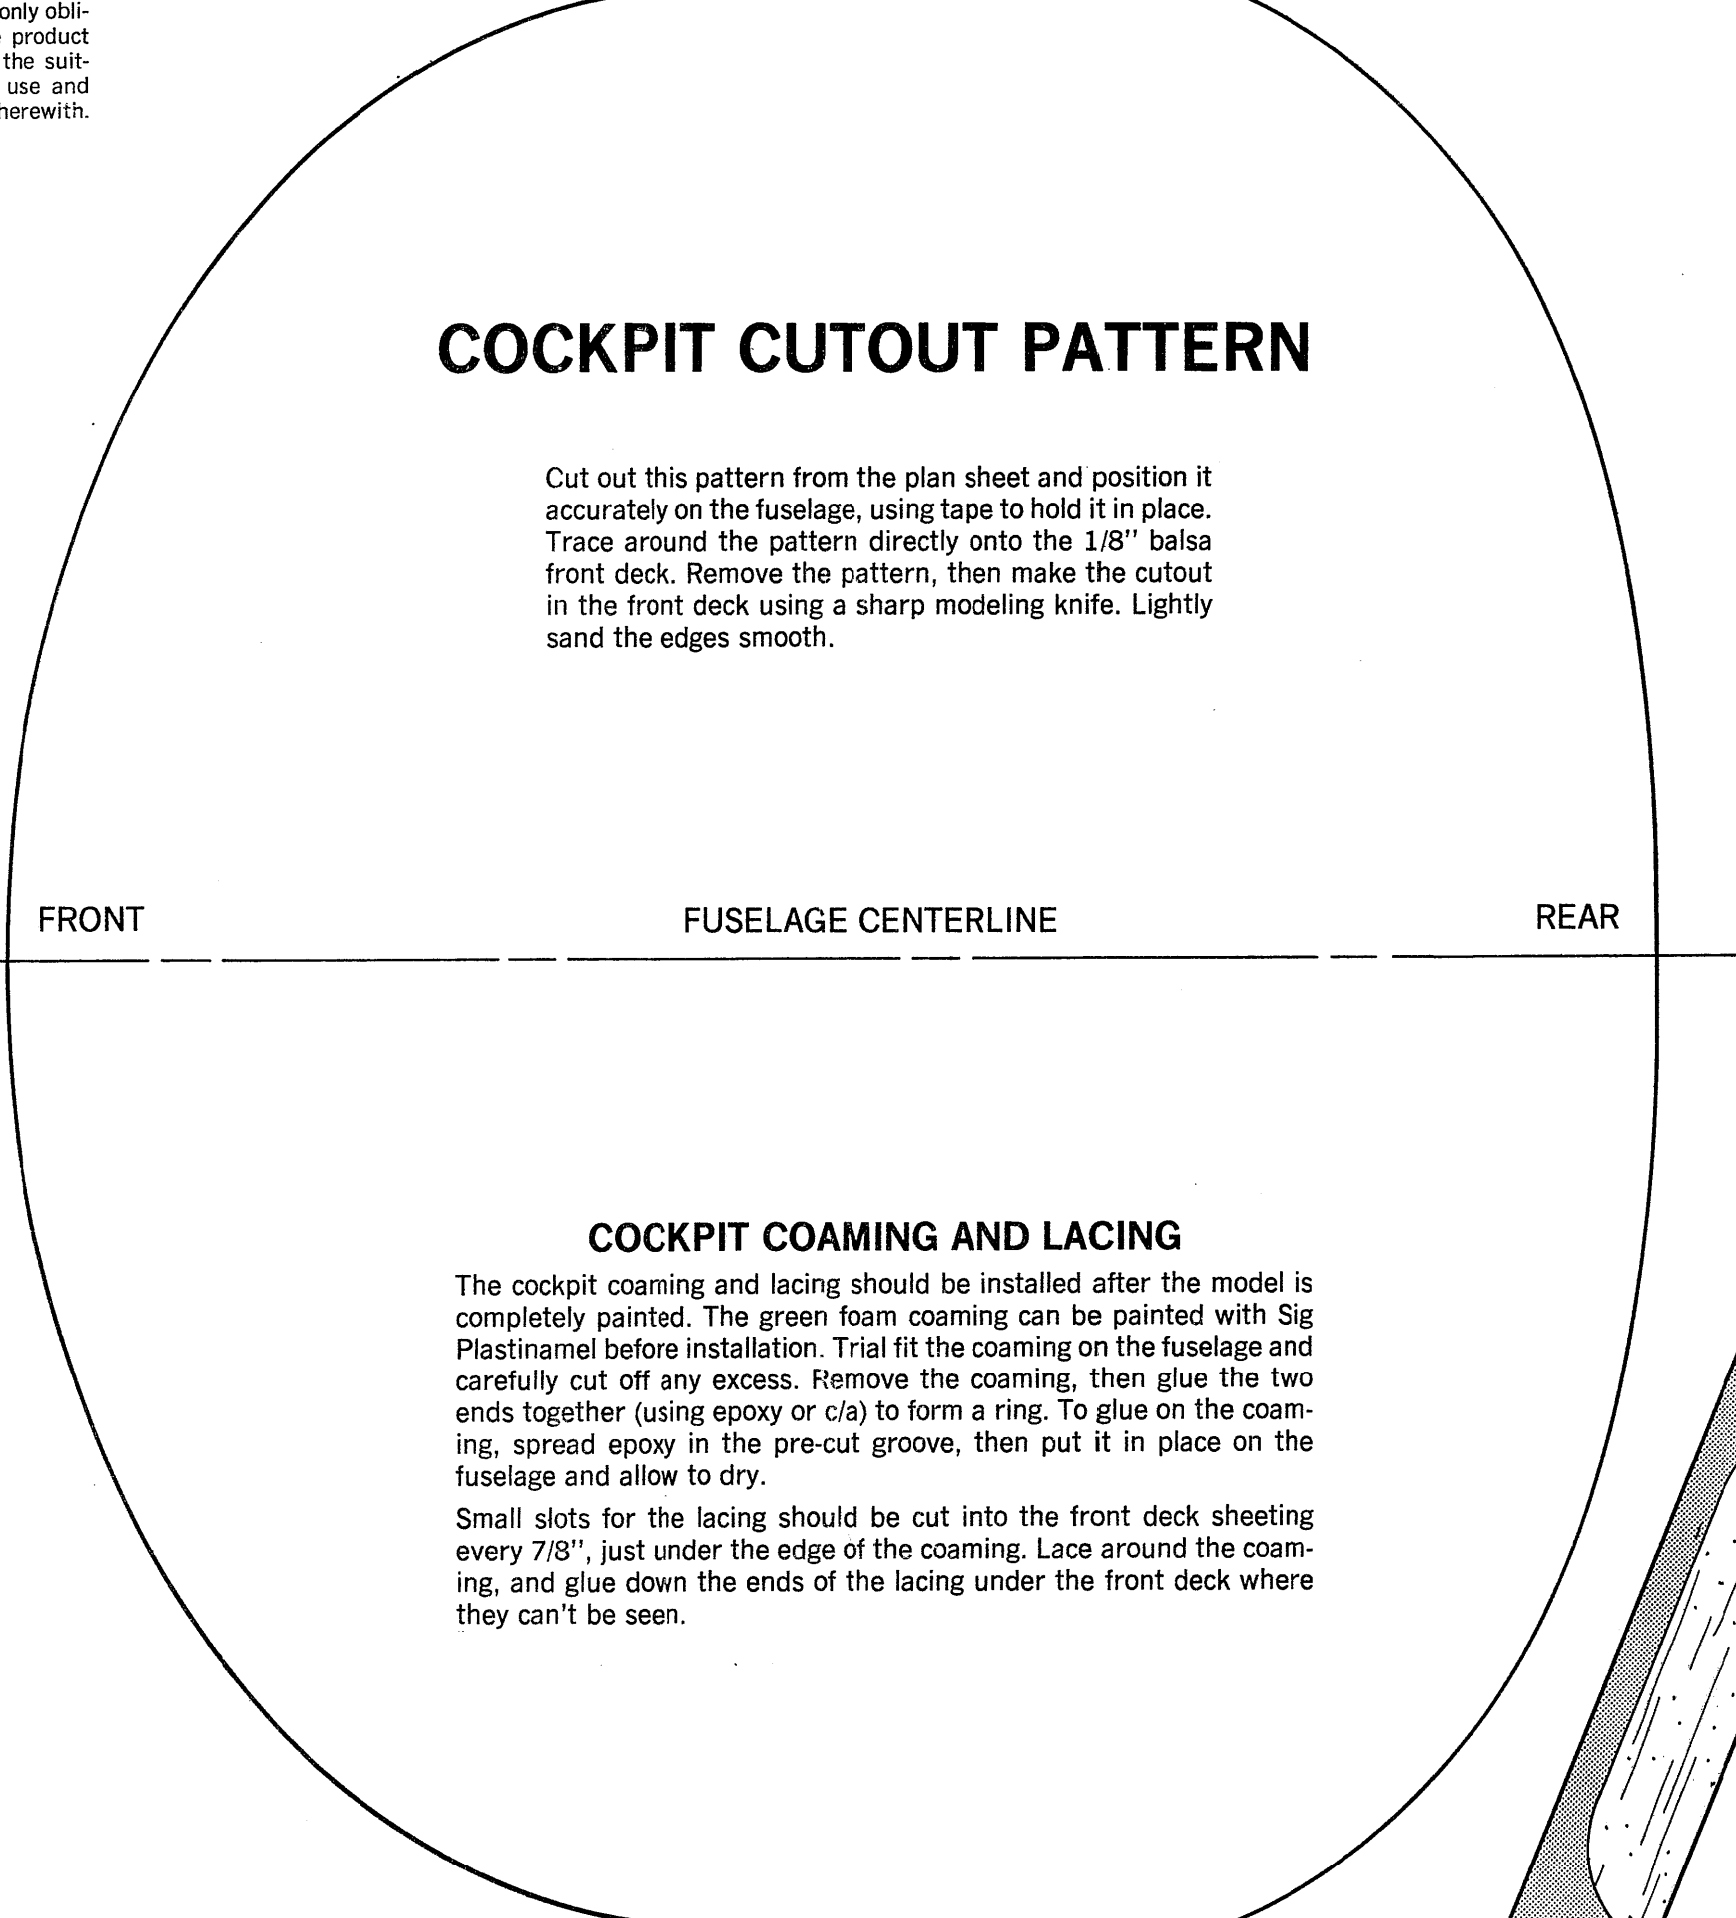 only obli-
product
the suit-
use and
herewith.
COCKPIT CUTOUT PATTERN
Cut out this pattern from the plan sheet and position it
accurately on the fuselage, using tape to hold it in place.
Trace around the pattern directly onto the 1/8" balsa
front deck. Remove the pattern, then make the cutout
in the front deck using a sharp modeling knife. Lightly
sand the edges smooth.
FRONT
FUSELAGE CENTERLINE
REAR
COCKPIT COAMING AND LACING
The cockpit coaming and lacing should be installed after the model is
completely painted. The green foam coaming can be painted with Sig
Plastinamel before installation. Trial fit the coaming on the fuselage and
carefully cut off any excess. Remove the coaming, then glue the two
ends together (using epoxy or c/a) to form a ring. To glue on the coam-
ing, spread epoxy in the pre-cut groove, then put it in place on the
fuselage and allow to dry.
Small slots for the lacing should be cut into the front deck sheeting
every 7/8", just under the edge of the coaming. Lace around the coam-
ing, and glue down the ends of the lacing under the front deck where
they can't be seen.